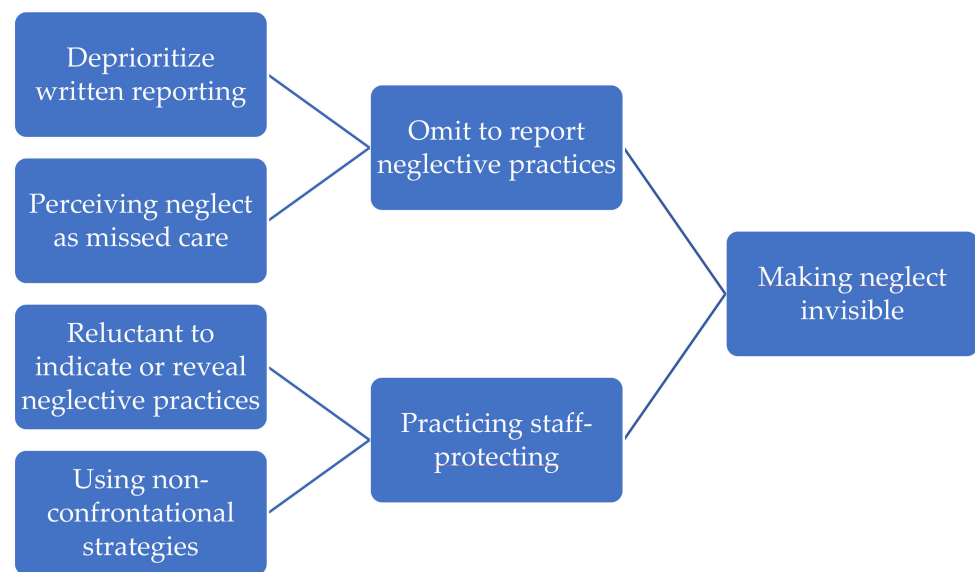 Deprioritize
written reporting
Perceiving neglect
as missed care
Reluctant to
indicate or reveal
neglective practices
Using non-
confrontational
strategies
Omit to report
neglective practices
Practicing staff-
protecting
Making neglect
invisible